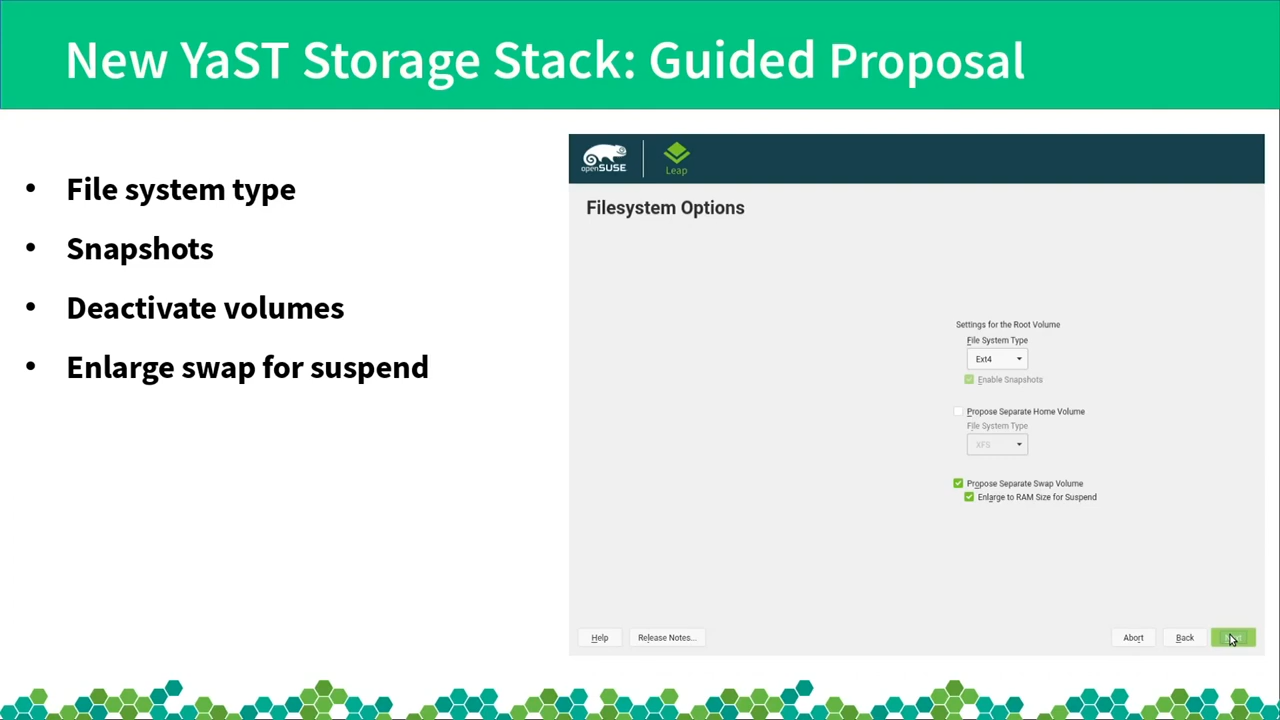 New YaST Storage Stack: Guided Proposal
• File system type
• Snapshots
• Deactivate volumes
• Enlarge swap for suspend
openSUSE
Leap
Filesystem Options
Settings for the Root Volume
File System Type
Ext4
Enable Snapshots
Propose Separate Home Volume
File System Type
XFS
Propose Separate Swap Volume
Enlarge to RAM Size for Suspend
Help Release Notes... Abort Back